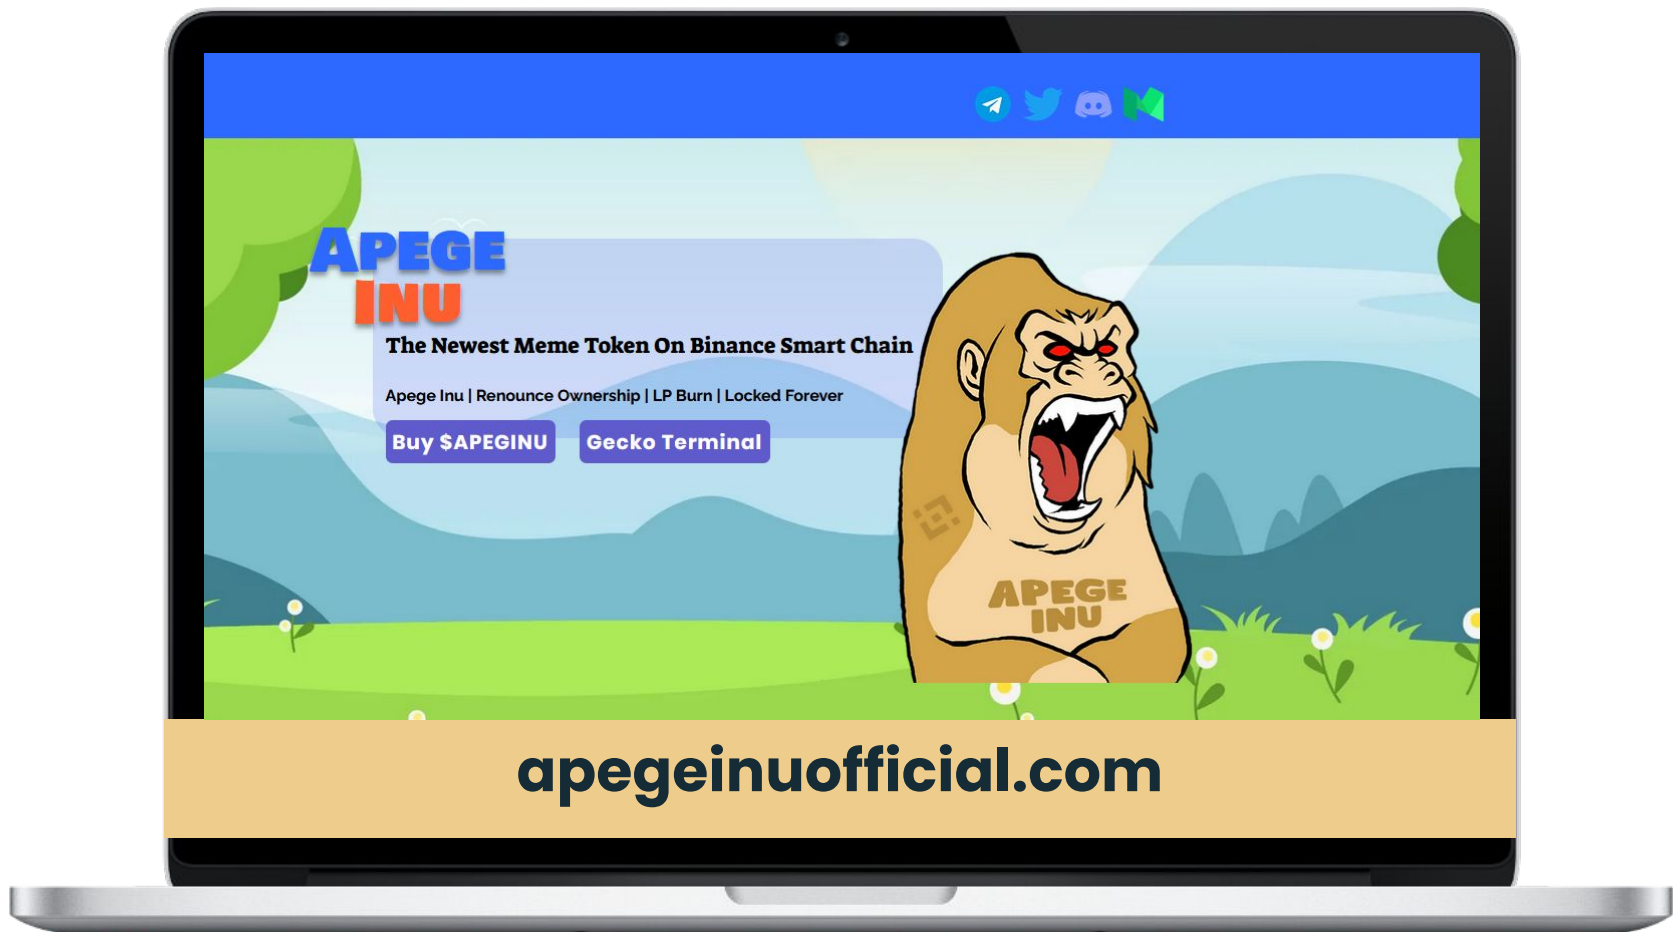 APEGE
INU
The Newest Meme Token On Binance Smart Chain
Apege Inu | Renounce Ownership | LP Burn | Locked Forever
Buy $APEGINU
Gecko Terminal
APEGE
INU
apegeinuofficial.com